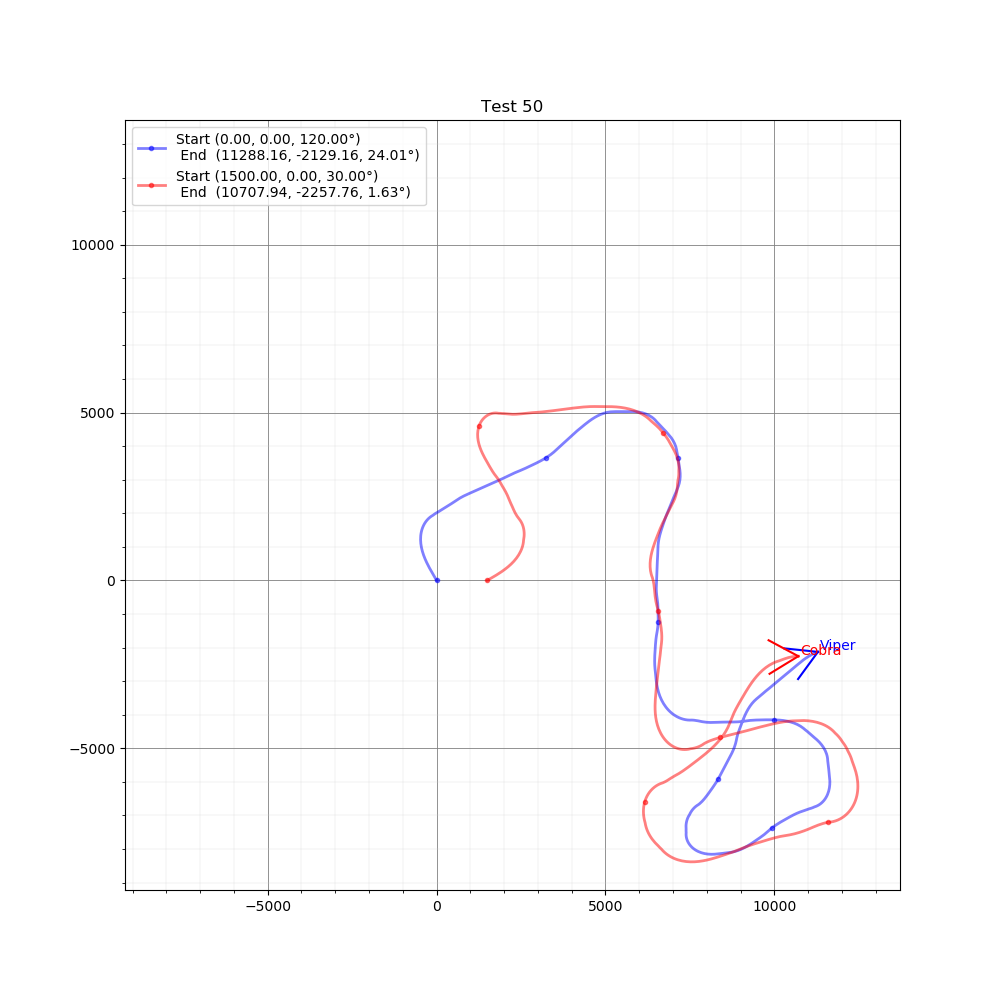 Test 50
Start (0.00, 0.00, 120.00°)
End  (11288.16, -2129.16, 24.01°)
Start (1500.00, 0.00, 30.00°)
End  (10707.94, -2257.76, 1.63°)
10000
5000
0
−5000
Viper
Cobra
−5000
0
5000
10000